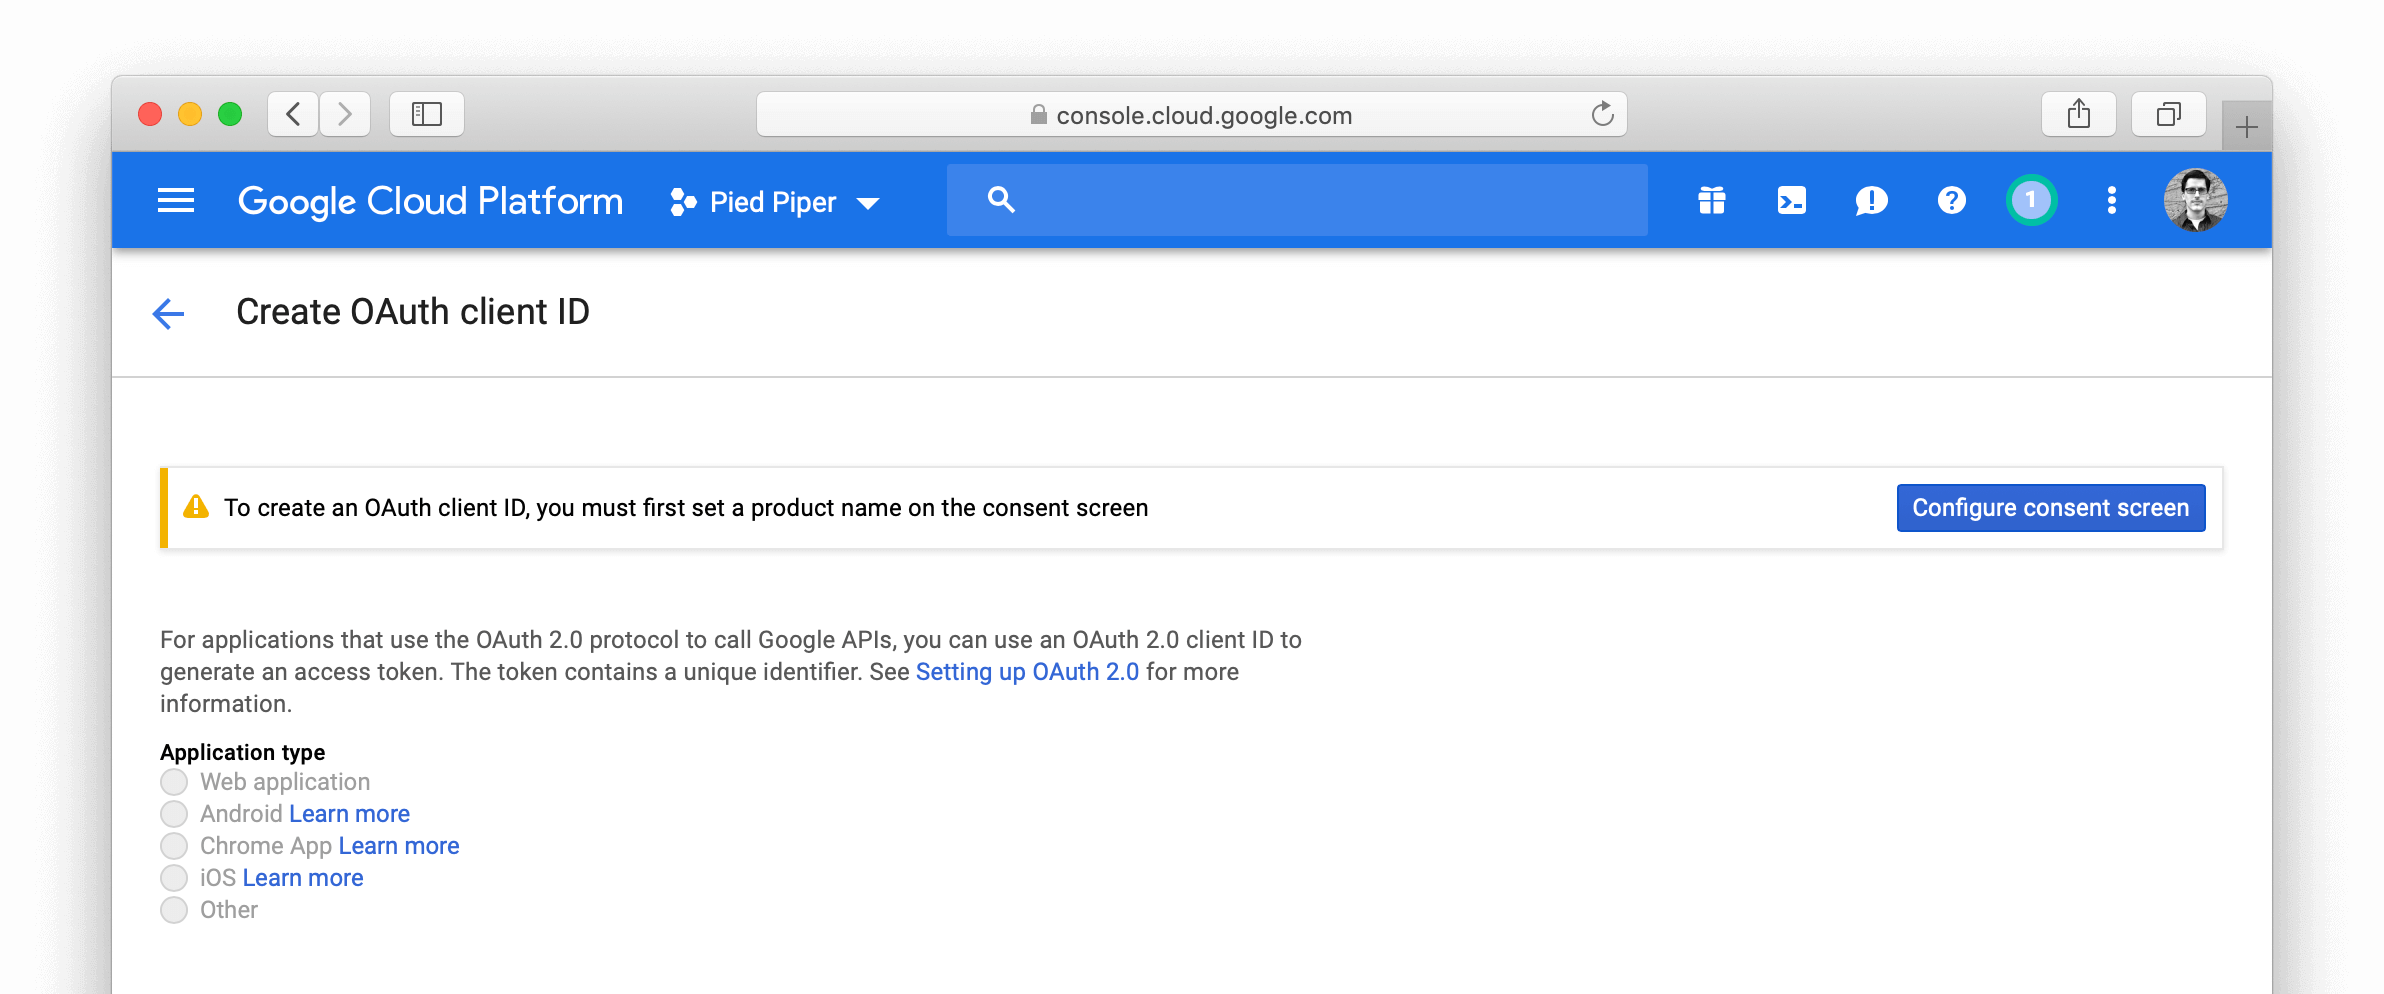 console.cloud.google.com
Google Cloud Platform Pied Piper 1
Create OAuth client ID
To create an OAuth client ID, you must first set a product name on the consent screen Configure consent screen
For applications that use the OAuth 2.0 protocol to call Google APIs, you can use an OAuth 2.0 client ID to
generate an access token. The token contains a unique identifier. See Setting up OAuth 2.0 for more
information.
Application type
Web application
Android Learn more
Chrome App Learn more
iOS Learn more
Other